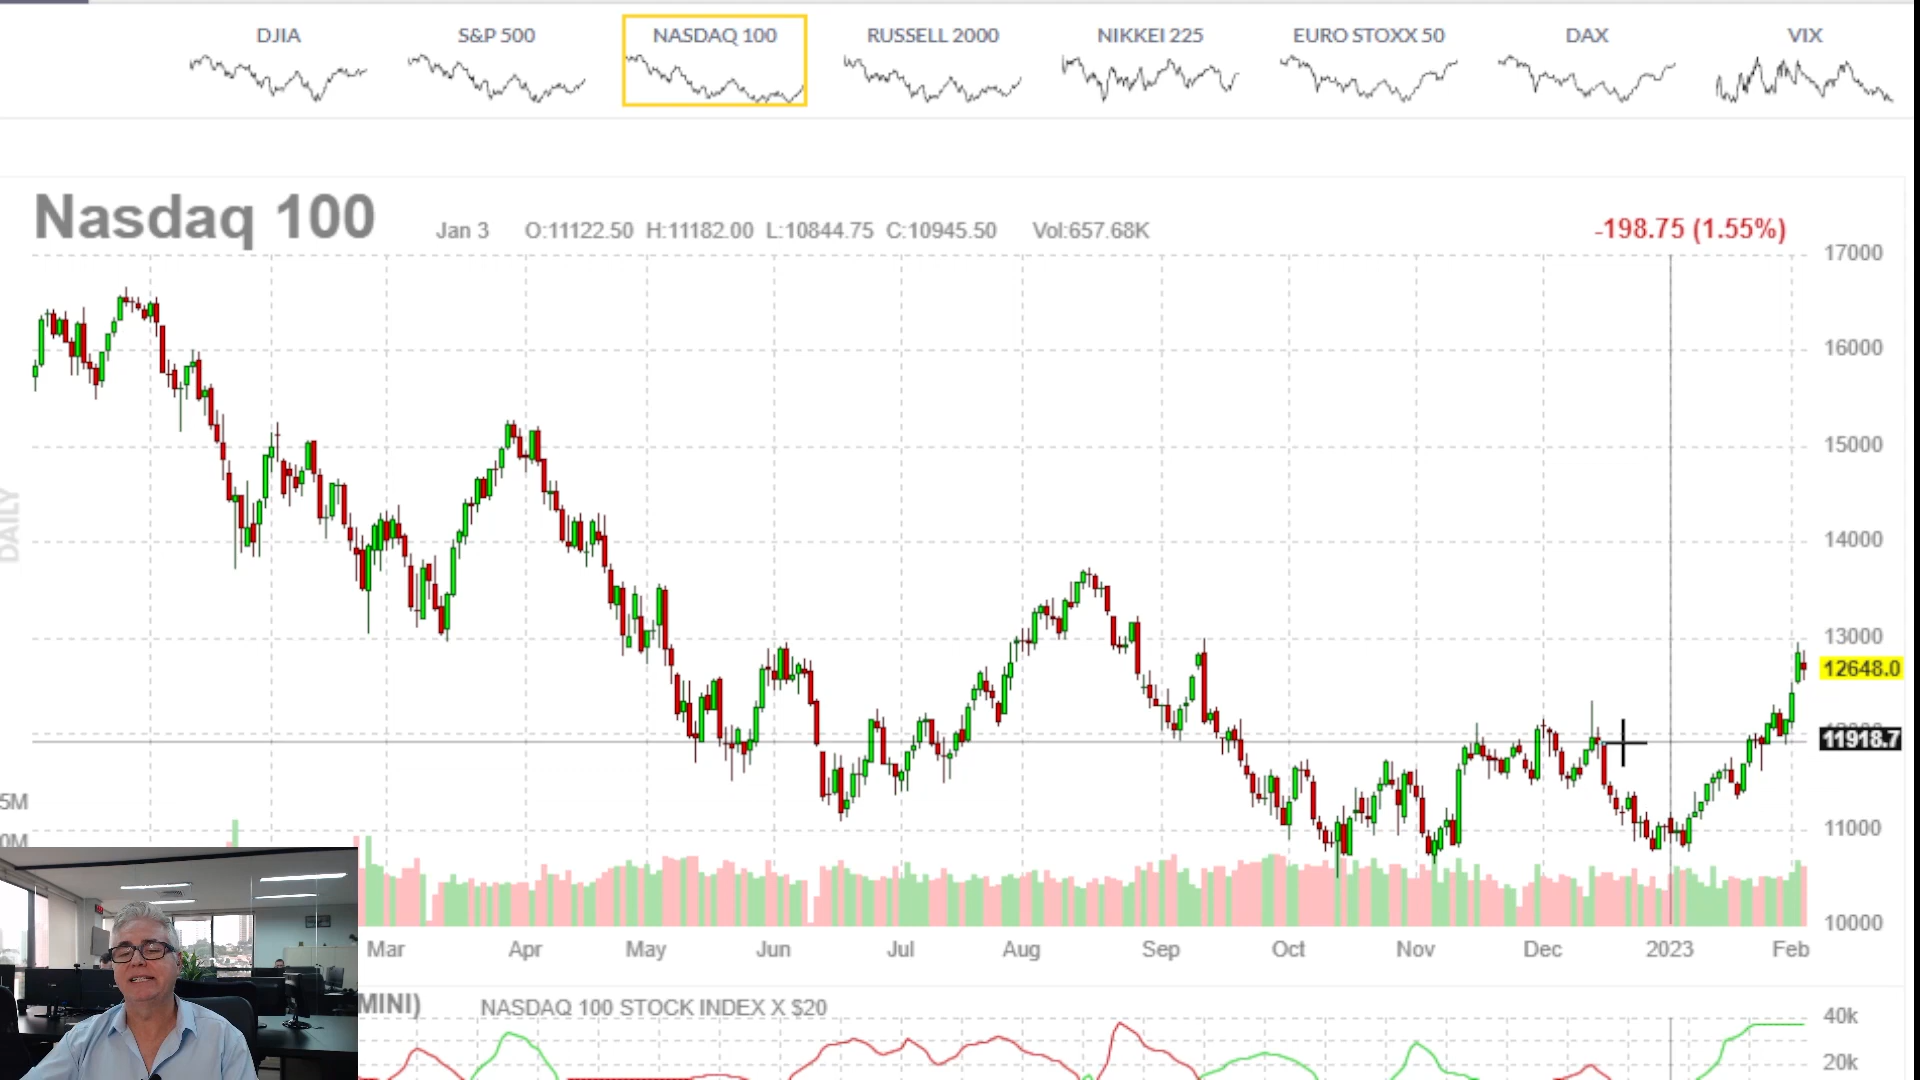 DJIA S&P 500 NASDAQ 100 RUSSELL 2000 NIKKEI 225 EURO STOXX 50 DAX VIX
Nasdaq 100 Jan 3 O:11122.50 H:11182.00 L:10844.75 C:10945.50 Vol:657.68K -198.75 (1.55%)
17000
16000
15000
DAILY
14000
13000
12648.0
11918.7
5M
0M
11000
10000
Mar Apr May Jun Jul Aug Sep Oct Nov Dec 2023 Feb
MINI) NASDAQ 100 STOCK INDEX X $20
40k
20k